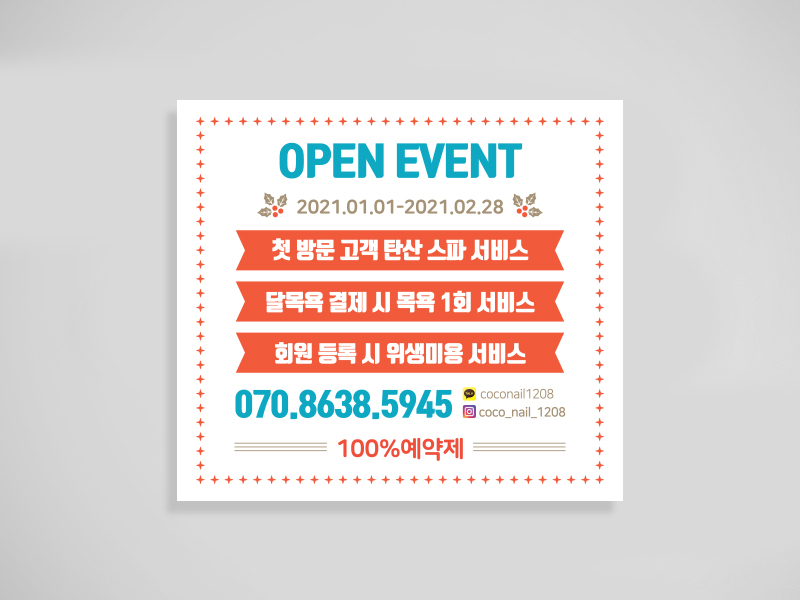 OPEN EVENT
2021.01.01-2021.02.28
첫 방문 고객 탄산 스파 서비스
달목욕 결제 시 목욕 1회 서비스
회원 등록 시 위생미용 서비스
070.8638.5945
TALK coconail1208
coco_nail_1208
100%예약제